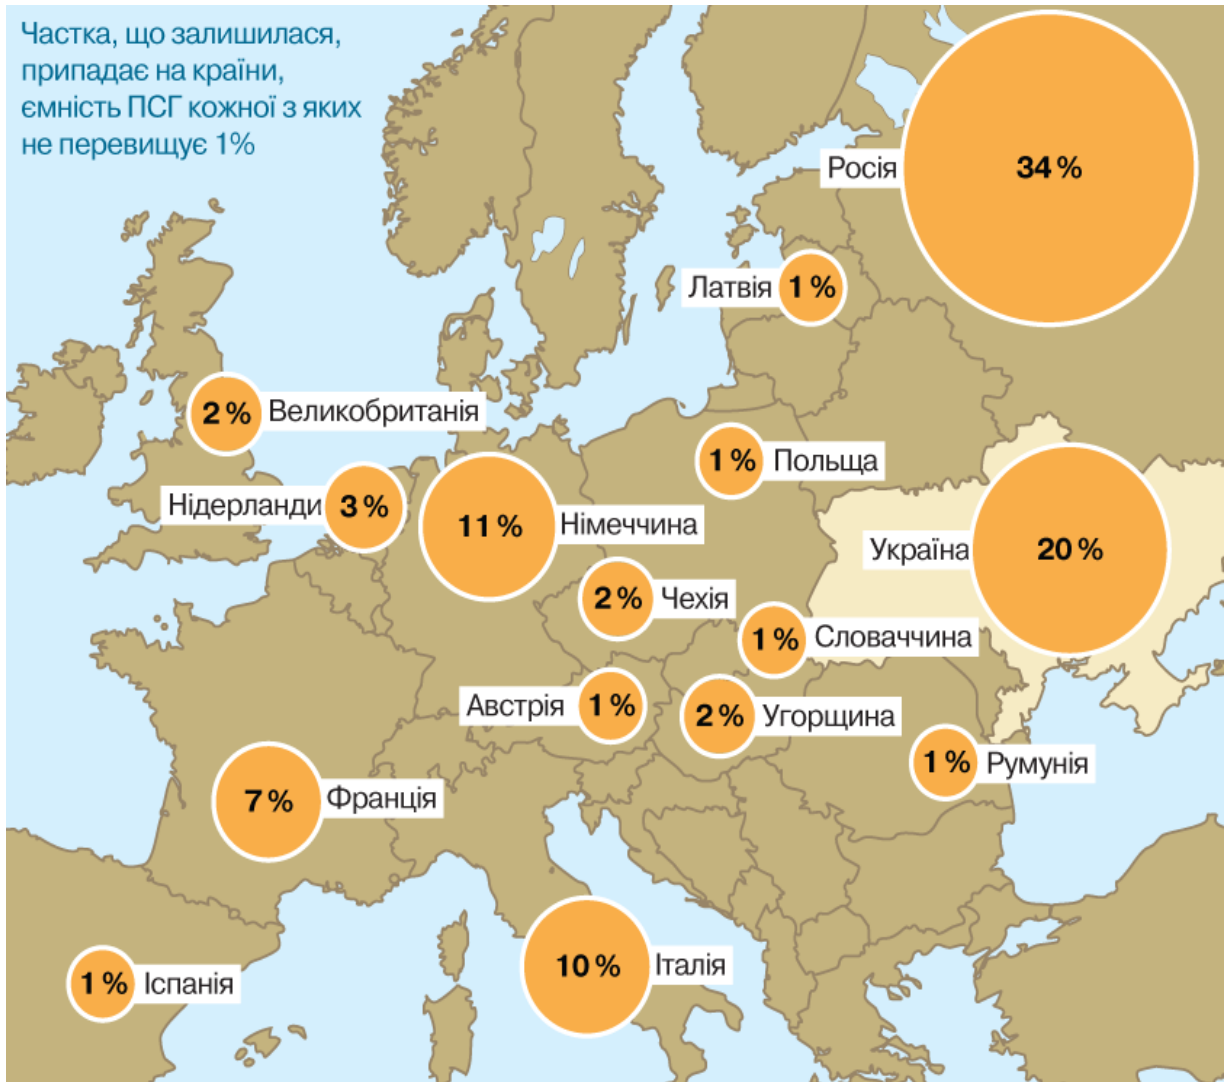 Частка, що залишилася,
припадає на країни,
ємність ПСГ кожної з яких
не перевищує 1%
Росія 34 %
Латвія 1 %
2 % Великобританія
1 % Польща
Нідерланди 3 %
11 % Німеччина
Україна 20 %
2 % Чехія
1 % Словаччина
Австрія 1 %
2 % Угорщина
1 % Румунія
7 % Франція
10 % Італія
1 % Іспанія